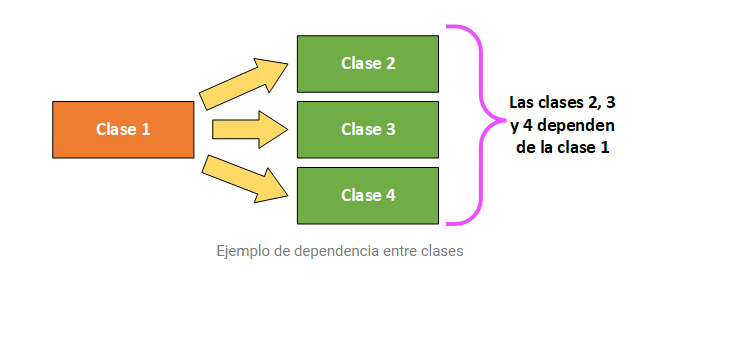 Clase 1
Clase 2
Clase 3
Clase 4
Las clases 2, 3
y 4 dependen
de la clase 1
Ejemplo de dependencia entre clases